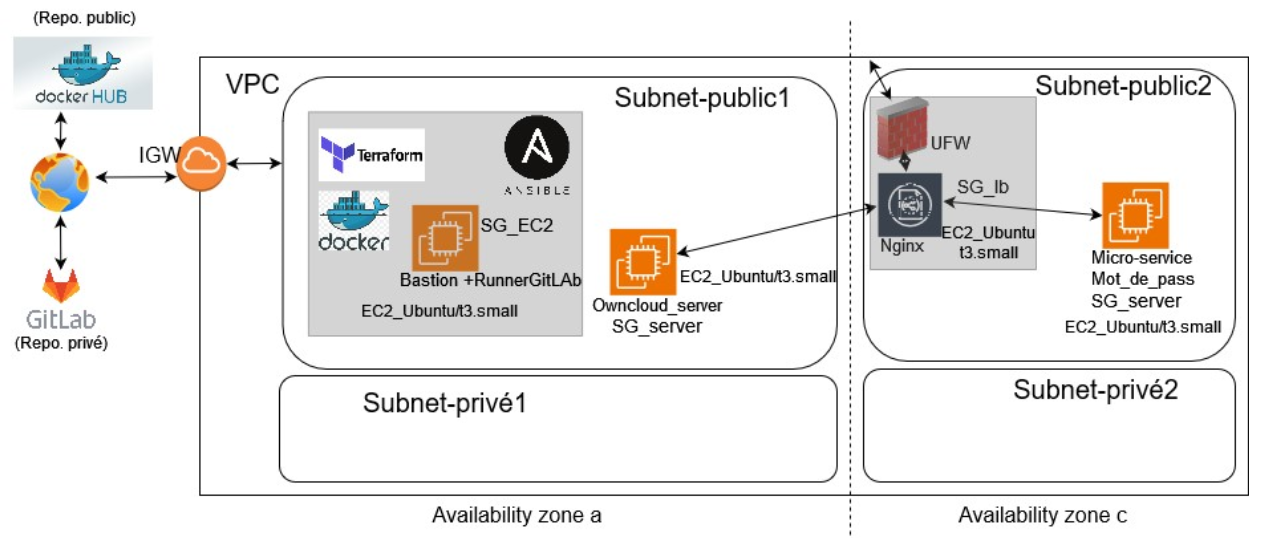 (Repo. public)
docker HUB
IGW
GitLab
(Repo. privé)
VPC
Subnet-public1
Terraform
ANSIBLE
docker
SG_EC2
Bastion +RunnerGitLAb
EC2_Ubuntu/t3.small
EC2_Ubuntu/t3.small
Owncloud_server
SG_server
Subnet-privé1
Subnet-public2
UFW
SG_lb
Nginx
EC2_Ubuntu
t3.small
Micro-service
Mot_de_pass
SG_server
EC2_Ubuntu/t3.small
Subnet-privé2
Availability zone a
Availability zone c